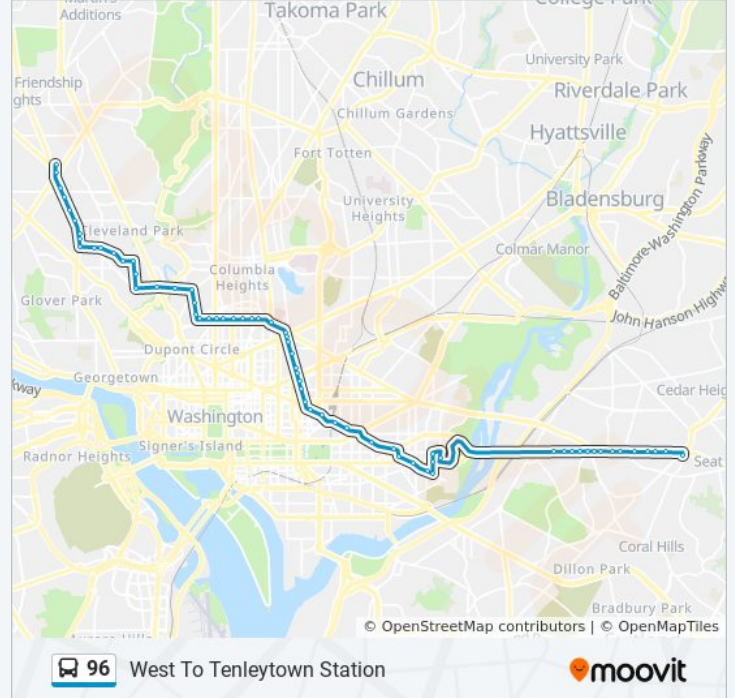 Additions
Takoma Park
College Park
University Park
Friendship
ghts
Chillum
Riverdale Park
Chillum Gardens
Hyattsville
Fort Totten
University
Heights
Bladensburg
Baltimore-Washington Parkway
Cleveland Park
Colmar Manor
Columbia
Heights
Glover Park
John Hanson Highw
Dupont Circle
Georgetown
kway
Cedar Heig
Washington
Signer's Island
Radnor Heights
Seat
Coral Hills
Dillon Park
Bradbury Park
© OpenStreetMap contributors | © OpenMapTiles
96 West To Tenleytown Station
moovit